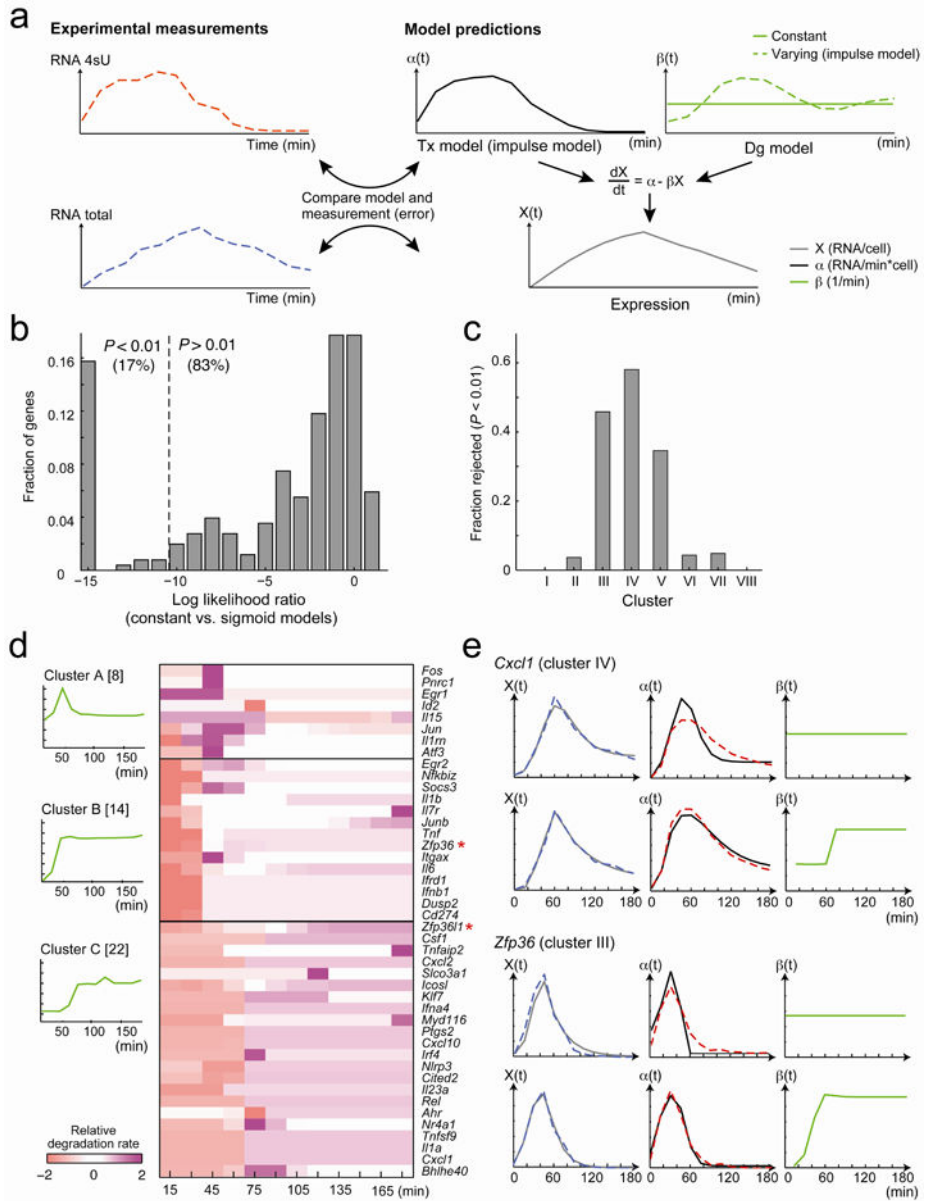 a
Experimental measurements
Model predictions
RNA 4sU
Time (min)
α(t)
(min)
Tx model (impulse model)
Constant
Varying (impulse model)
β(t)
(min)
Dg model
Compare model and
measurement (error)
dX
dt
= α - βX
RNA total
Time (min)
X(t)
(min)
Expression
X (RNA/cell)
α (RNA/min*cell)
β (1/min)
b
P < 0.01
(17%)
P > 0.01
(83%)
Fraction of genes
0.16
0.12
0.08
0.04
0
−15
−10
−5
0
Log likelihood ratio
(constant vs. sigmoid models)
c
Fraction rejected (P < 0.01)
0.6
0.4
0.2
0
I II III IV V VI VII VIII
Cluster
d
Cluster A [8]
50 100 150
(min)
Cluster B [14]
50 100 150
(min)
Cluster C [22]
50 100 150
(min)
Relative
degradation rate
−2 0 2
Fos
Pnrc1
Egr1
Id2
Il15
Jun
Il1rn
Atf3
Egr2
Nfkbiz
Socs3
Il1b
Il7r
Junb
Tnf
Zfp36 *
Itgax
Il6
Ifrd1
Ifnb1
Dusp2
Cd274
Zfp36l1*
Csf1
Tnfaip2
Cxcl2
Slco3a1
Icosl
Klf7
Ifna4
Myd116
Ptgs2
Cxcl10
Irf4
Nlrp3
Cited2
Il23a
Rel
Ahr
Nr4a1
Tnfsf9
Il1a
Cxcl1
Bhlhe40
15 45 75 105 135 165 (min)
e
Cxcl1 (cluster IV)
X(t)
α(t)
β(t)
X(t)
α(t)
β(t)
0 60 120 180
0 60 120 180
0 60 120 180
(min)
Zfp36 (cluster III)
X(t)
α(t)
β(t)
X(t)
α(t)
β(t)
0 60 120 180
0 60 120 180
0 60 120 180
(min)